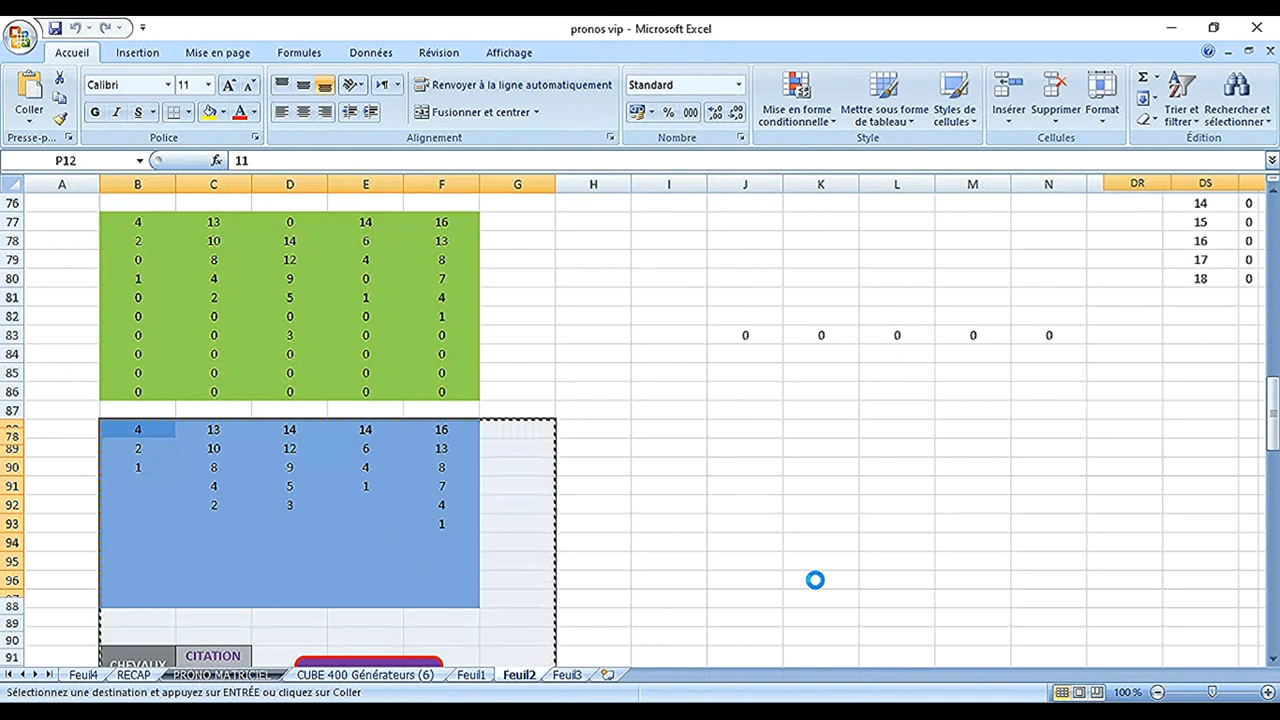 pronos vip - Microsoft Excel
Accueil Insertion Mise en page Formules Données Révision Affichage
Calibri 11 Renvoyer à la ligne automatiquement Standard
Coller G I S Fusionner et centrer % 000 Mise en forme conditionnelle Mettre sous forme de tableau Styles de cellules Insérer Supprimer Format Trier et filtrer Rechercher et sélectionner
Presse-p... Police Alignement Nombre Style Cellules Édition
P12 fx 11
A B C D E F G H I J K L M N DR DS
76 14 0
77 4 13 0 14 16 15 0
78 2 10 14 6 13 16 0
79 0 8 12 4 8 17 0
80 1 4 9 0 7 18 0
81 0 2 5 1 4
82 0 0 0 0 1
83 0 0 3 0 0 0 0 0 0 0
84 0 0 0 0 0
85 0 0 0 0 0
86 0 0 0 0 0
87
78 4 13 14 14 16
89 2 10 12 6 13
90 1 8 9 4 8
91 4 5 1 7
92 2 3 4
93 1
94
95
96
88
89
90
91 CHEVAUX CITATION
Feuil4 RECAP PRONO MATRICIEL CUBE 400 Générateurs (6) Feuil1 Feuil2 Feuil3
Sélectionnez une destination et appuyez sur ENTRÉE ou cliquez sur Coller 100 %